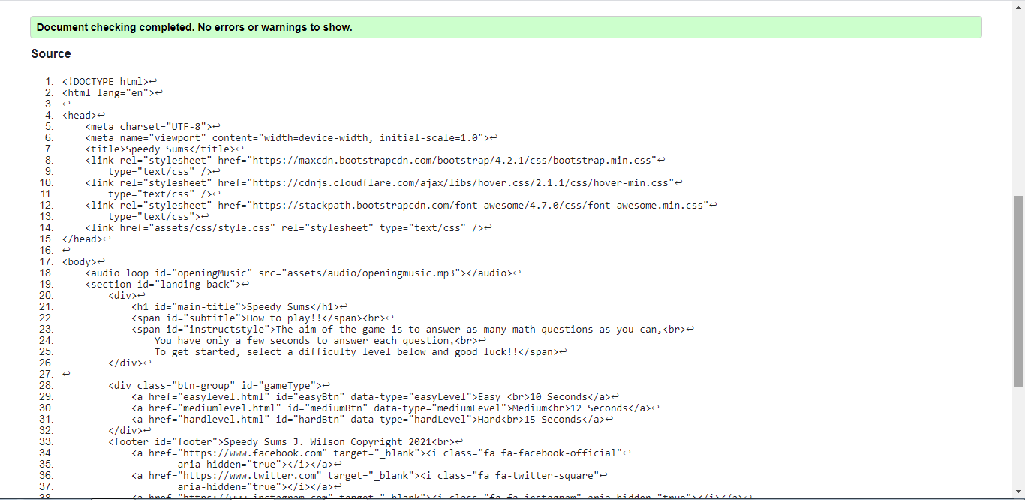 Document checking completed. No errors or warnings to show.
Source
1. <!DOCTYPE html>↩
2. <html lang="en">↩
3. ↩
4. <head>↩
5. <meta charset="UTF-8">↩
6. <meta name="viewport" content="width=device-width, initial-scale=1.0">↩
7. <title>Speedy Sums</title>↩
8. <link rel="stylesheet" href="https://maxcdn.bootstrapcdn.com/bootstrap/4.2.1/css/bootstrap.min.css"↩
9. type="text/css" />↩
10. <link rel="stylesheet" href="https://cdnjs.cloudflare.com/ajax/libs/hover.css/2.1.1/css/hover-min.css"↩
11. type="text/css" />↩
12. <link rel="stylesheet" href="https://stackpath.bootstrapcdn.com/font-awesome/4.7.0/css/font-awesome.min.css"↩
13. type="text/css">↩
14. <link href="assets/css/style.css" rel="stylesheet" type="text/css" />↩
15. </head>↩
16. ↩
17. <body>↩
18. <audio loop id="openingMusic" src="assets/audio/openingmusic.mp3"></audio>↩
19. <section id="landing-back">↩
20. <div>↩
21. <h1 id="main-title">Speedy Sums</h1>↩
22. <span id="subtitle">How to play!!</span><br>↩
23. <span id="instructstyle">The aim of the game is to answer as many math questions as you can,<br>↩
24. You have only a few seconds to answer each question.<br>↩
25. To get started, select a difficulty level below and good luck!!</span>↩
26. </div>↩
27. ↩
28. <div class="btn-group" id="gameType">↩
29. <a href="easylevel.html" id="easyBtn" data-type="easyLevel">Easy <br>10 Seconds</a>↩
30. <a href="mediumlevel.html" id="mediumBtn" data-type="mediumLevel">Medium<br>12 Seconds</a>↩
31. <a href="hardlevel.html" id="hardBtn" data-type="hardLevel">Hard<br>15 Seconds</a>↩
32. </div>↩
33. <footer id="footer">Speedy Sums J. Wilson Copyright 2021<br>↩
34. <a href="https://www.facebook.com" target="_blank"><i class="fa fa-facebook-official"↩
35. aria-hidden="true"></i></a>↩
36. <a href="https://www.twitter.com" target="_blank"><i class="fa fa-twitter-square"↩
37. aria-hidden="true"></i></a>↩
38. <a href="https://www.instagram.com" target="_blank"><i class="fa fa-instagram" aria-hidden="true"></i></a>↩